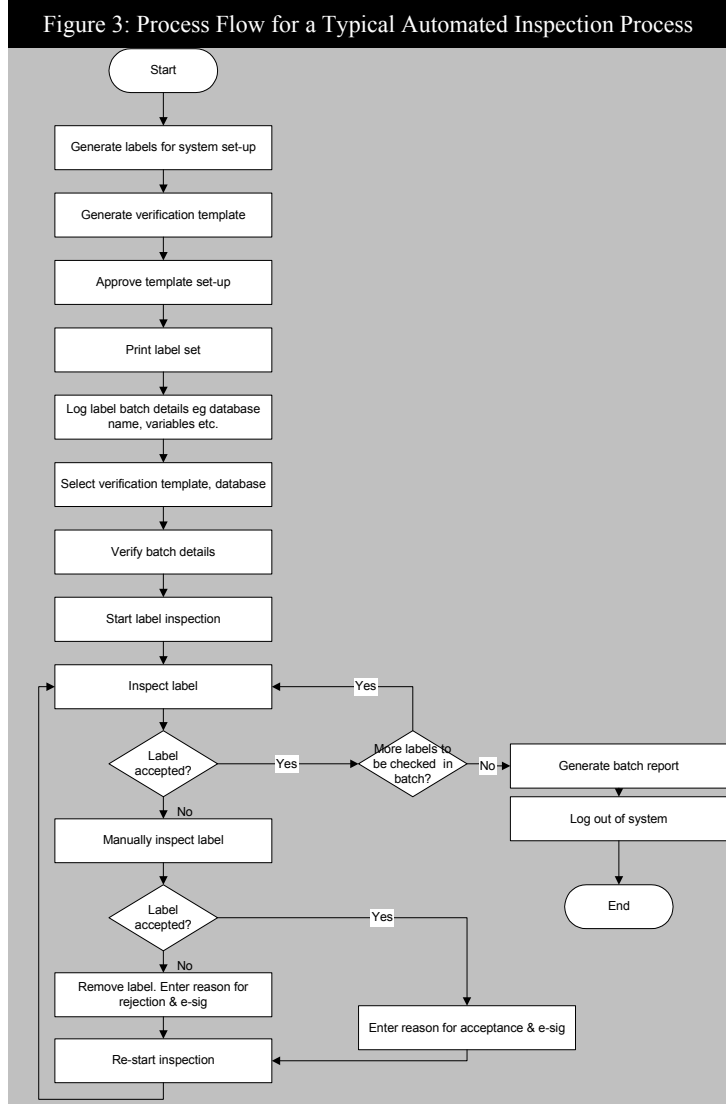 Figure 3: Process Flow for a Typical Automated Inspection Process
Start
Generate labels for system set-up
Generate verification template
Approve template set-up
Print label set
Log label batch details eg database
name, variables etc.
Select verification template, database
Verify batch details
Start label inspection
Inspect label
Yes
Label
accepted?
Yes
More labels to
be checked in
batch?
No
Generate batch report
Log out of system
End
No
Manually inspect label
Label
accepted?
Yes
No
Remove label. Enter reason for
rejection & e-sig
Enter reason for acceptance & e-sig
Re-start inspection